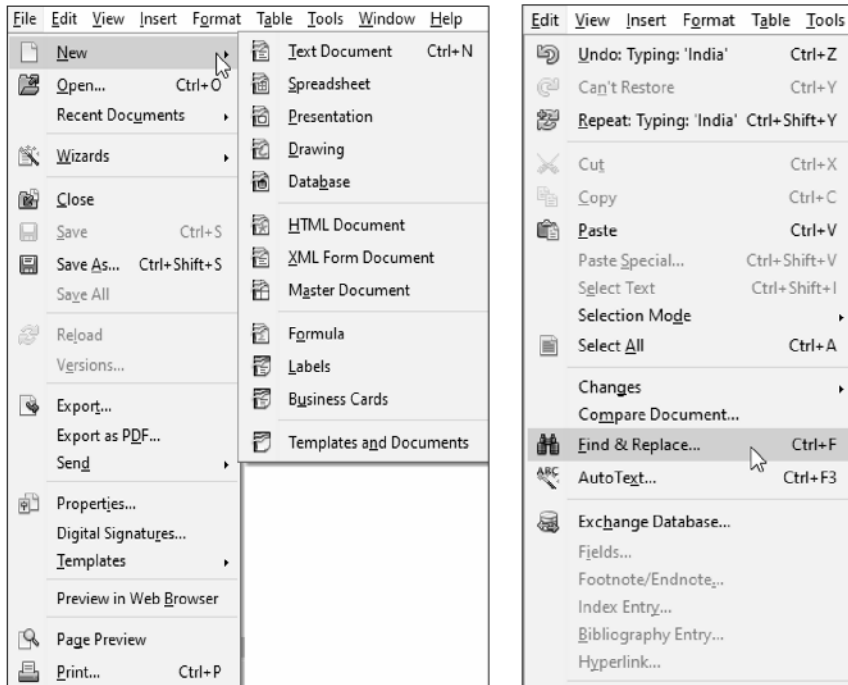 File Edit View Insert Format Table Tools Window Help
New
Open... Ctrl+O
Recent Documents
Wizards
Close
Save Ctrl+S
Save As... Ctrl+Shift+S
Save All
Reload
Versions...
Export...
Export as PDF...
Send
Properties...
Digital Signatures...
Templates
Preview in Web Browser
Page Preview
Print... Ctrl+P
Text Document Ctrl+N
Spreadsheet
Presentation
Drawing
Database
HTML Document
XML Form Document
Master Document
Formula
Labels
Business Cards
Templates and Documents
Edit View Insert Format Table Tools
Undo: Typing: 'India' Ctrl+Z
Can't Restore Ctrl+Y
Repeat: Typing: 'India' Ctrl+Shift+Y
Cut Ctrl+X
Copy Ctrl+C
Paste Ctrl+V
Paste Special... Ctrl+Shift+V
Select Text Ctrl+Shift+I
Selection Mode
Select All Ctrl+A
Changes
Compare Document...
Find & Replace... Ctrl+F
ABC AutoText... Ctrl+F3
Exchange Database...
Fields...
Footnote/Endnote...
Index Entry...
Bibliography Entry...
Hyperlink...